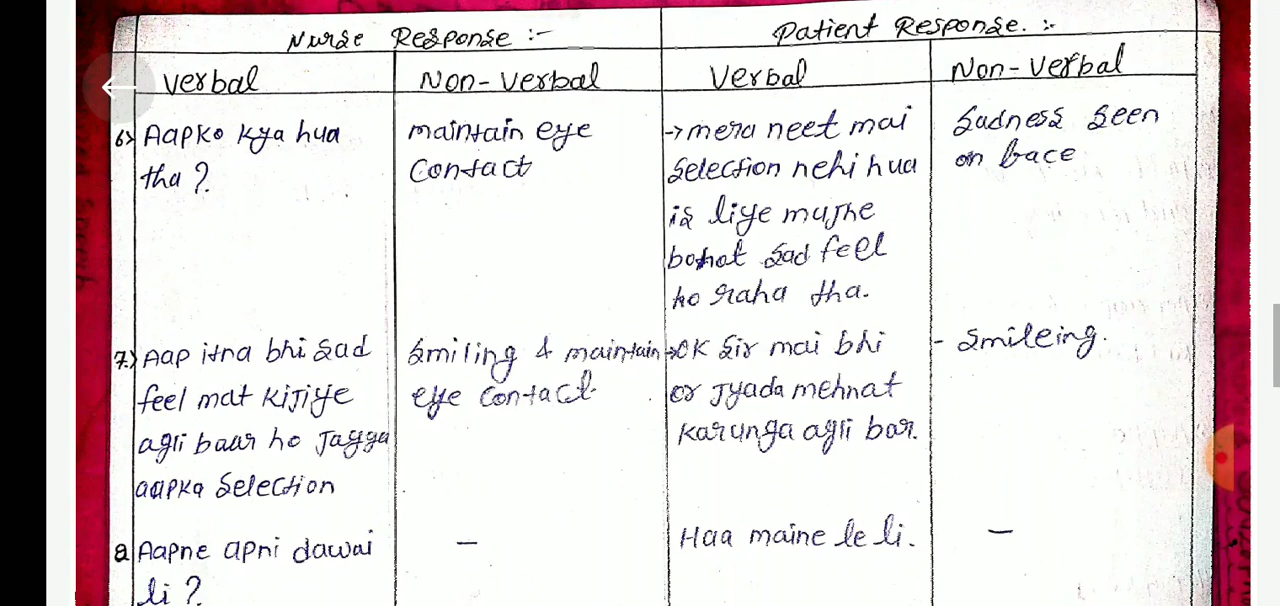 Nurse Response :-
Patient Response. :-
Verbal
Non-Verbal
Verbal
Non-Verbal
6) Aapko kya hua
tha ?
maintain eye
Contact
→ mera neet mai
Selection nehi hua
is liye mujhe
bohot Sad feel
ho raha tha.
Sadness Seen
on face
7) Aap itna bhi Sad
feel mat kijiye
agli baar ho Jayga
aapka Selection
Smiling & maintain
eye Contact.
→ OK Sir mai bhi
or Jyada mehnat
karunga agli bar.
- Smileing.
8 Aapne apni dawai
li ?
—
Haa maine le li.
—